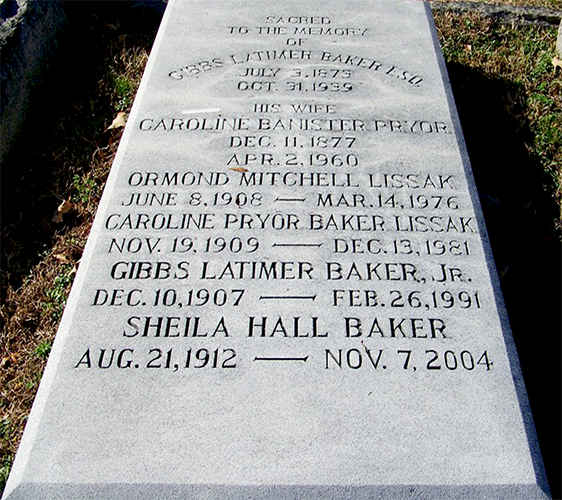 SACRED
TO THE MEMORY
OF
GIBBS LATIMER BAKER ESQ.
JULY 3, 1873
OCT. 31, 1939
HIS WIFE
CAROLINE BANISTER PRYOR
DEC. 11, 1877
APR. 2, 1960
ORMOND MITCHELL LISSAK
JUNE 8, 1908 — MAR. 14, 1976
CAROLINE PRYOR BAKER LISSAK
NOV. 19, 1909 — DEC. 13, 1981
GIBBS LATIMER BAKER, JR.
DEC. 10, 1907 — FEB. 26, 1991
SHEILA HALL BAKER
AUG. 21, 1912 — NOV. 7, 2004